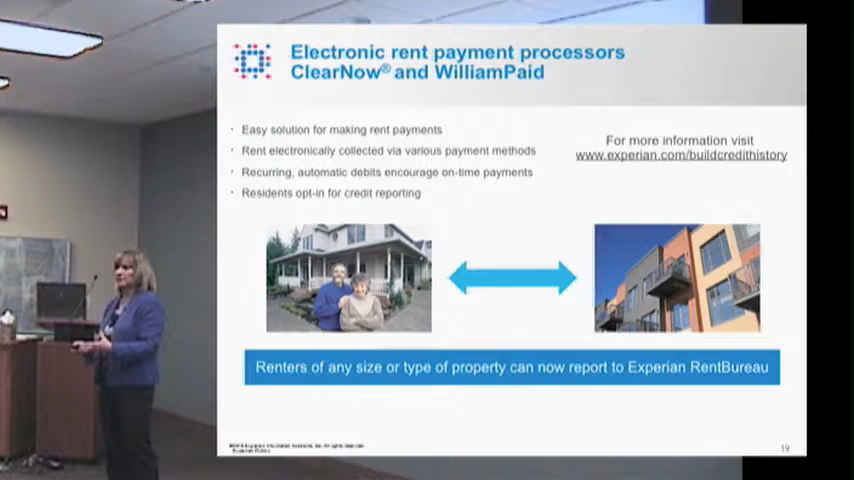 Electronic rent payment processors
ClearNow® and WilliamPaid
· Easy solution for making rent payments
· Rent electronically collected via various payment methods
· Recurring, automatic debits encourage on-time payments
· Residents opt-in for credit reporting
For more information visit
www.experian.com/buildcredithistory
Renters of any size or type of property can now report to Experian RentBureau
19